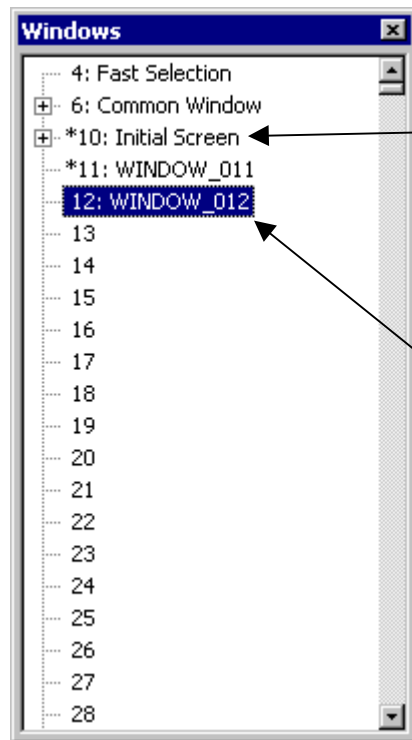 Windows
4: Fast Selection
6: Common Window
*10: Initial Screen
*11: WINDOW_011
12: WINDOW_012
13
14
15
16
17
18
19
20
21
22
23
24
25
26
27
28